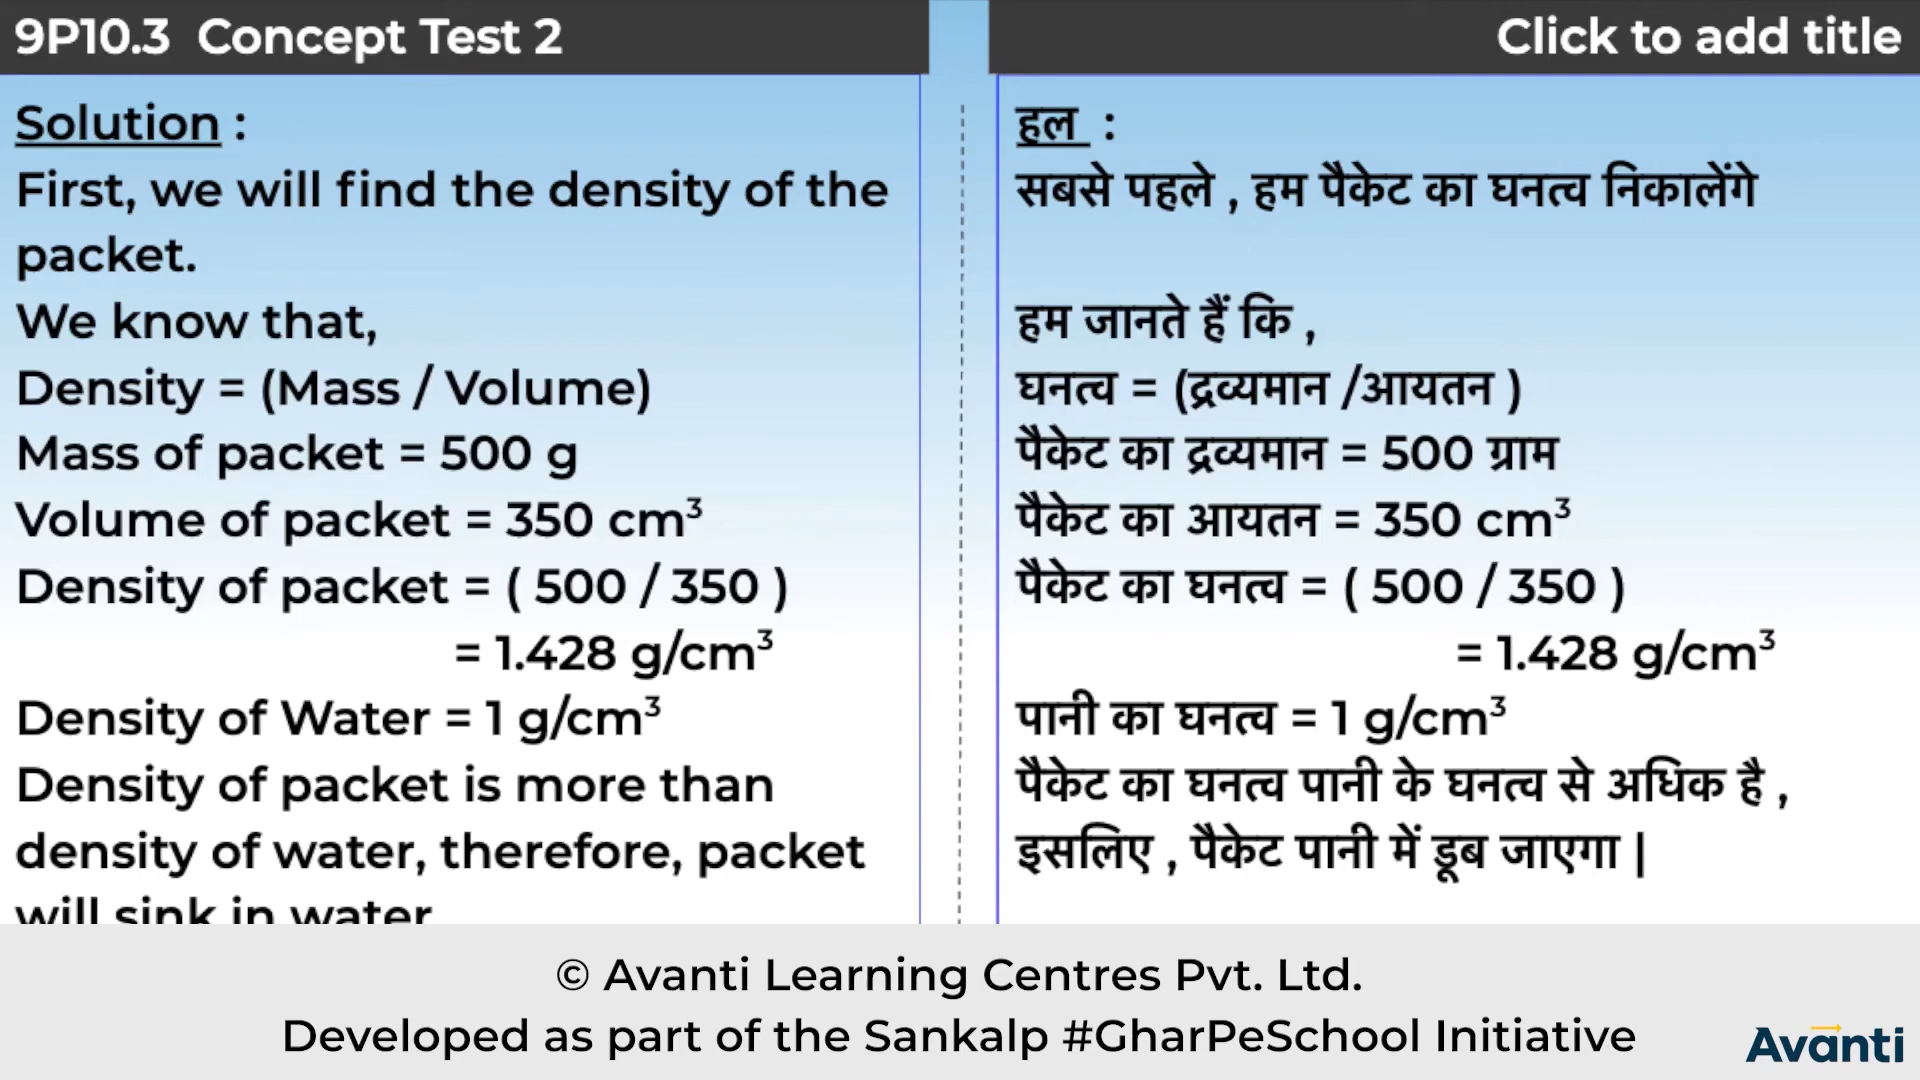 9P10.3 Concept Test 2
Click to add title
Solution :
First, we will find the density of the
packet.
We know that,
Density = (Mass / Volume)
Mass of packet = 500 g
Volume of packet = 350 cm³
Density of packet = ( 500 / 350 )
= 1.428 g/cm³
Density of Water = 1 g/cm³
Density of packet is more than
density of water, therefore, packet
will sink in water
हल :
सबसे पहले , हम पैकेट का घनत्व निकालेंगे
हम जानते हैं कि ,
घनत्व = (द्रव्यमान /आयतन )
पैकेट का द्रव्यमान = 500 ग्राम
पैकेट का आयतन = 350 cm³
पैकेट का घनत्व = ( 500 / 350 )
= 1.428 g/cm³
पानी का घनत्व = 1 g/cm³
पैकेट का घनत्व पानी के घनत्व से अधिक है ,
इसलिए , पैकेट पानी में डूब जाएगा |
© Avanti Learning Centres Pvt. Ltd.
Developed as part of the Sankalp #GharPeSchool Initiative
Avanti